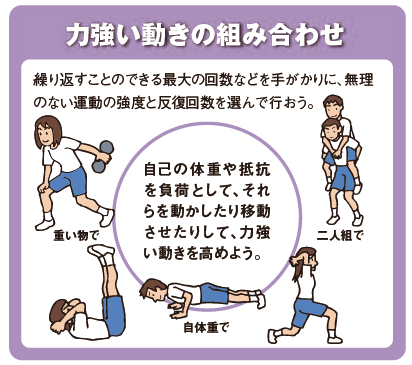 力強い動きの組み合わせ
繰り返すことのできる最大の回数などを手がかりに、無理
のない運動の強度と反復回数を選んで行おう。
自己の体重や抵抗
を負荷として、それ
らを動かしたり移動
させたりして、力強
い動きを高めよう。
重い物で
二人組で
自体重で